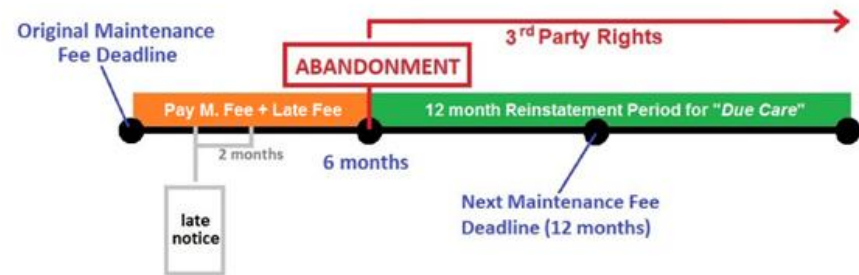 Original Maintenance
Fee Deadline
3rd Party Rights
ABANDONMENT
Pay M. Fee + Late Fee
12 month Reinstatement Period for "Due Care"
2 months
6 months
late
notice
Next Maintenance Fee
Deadline (12 months)